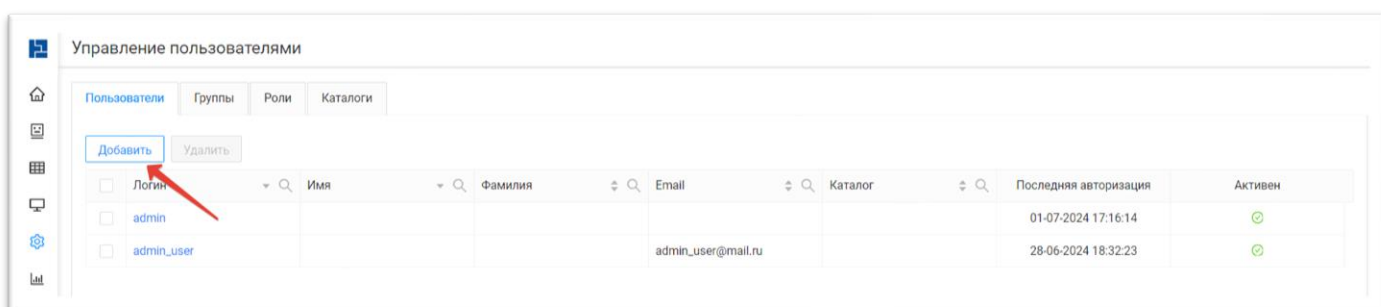 Управление пользователями
Пользователи Группы Роли Каталоги
Добавить Удалить
Логин Имя Фамилия Email Каталог Последняя авторизация Активен
admin 01-07-2024 17:16:14
admin_user admin_user@mail.ru 28-06-2024 18:32:23